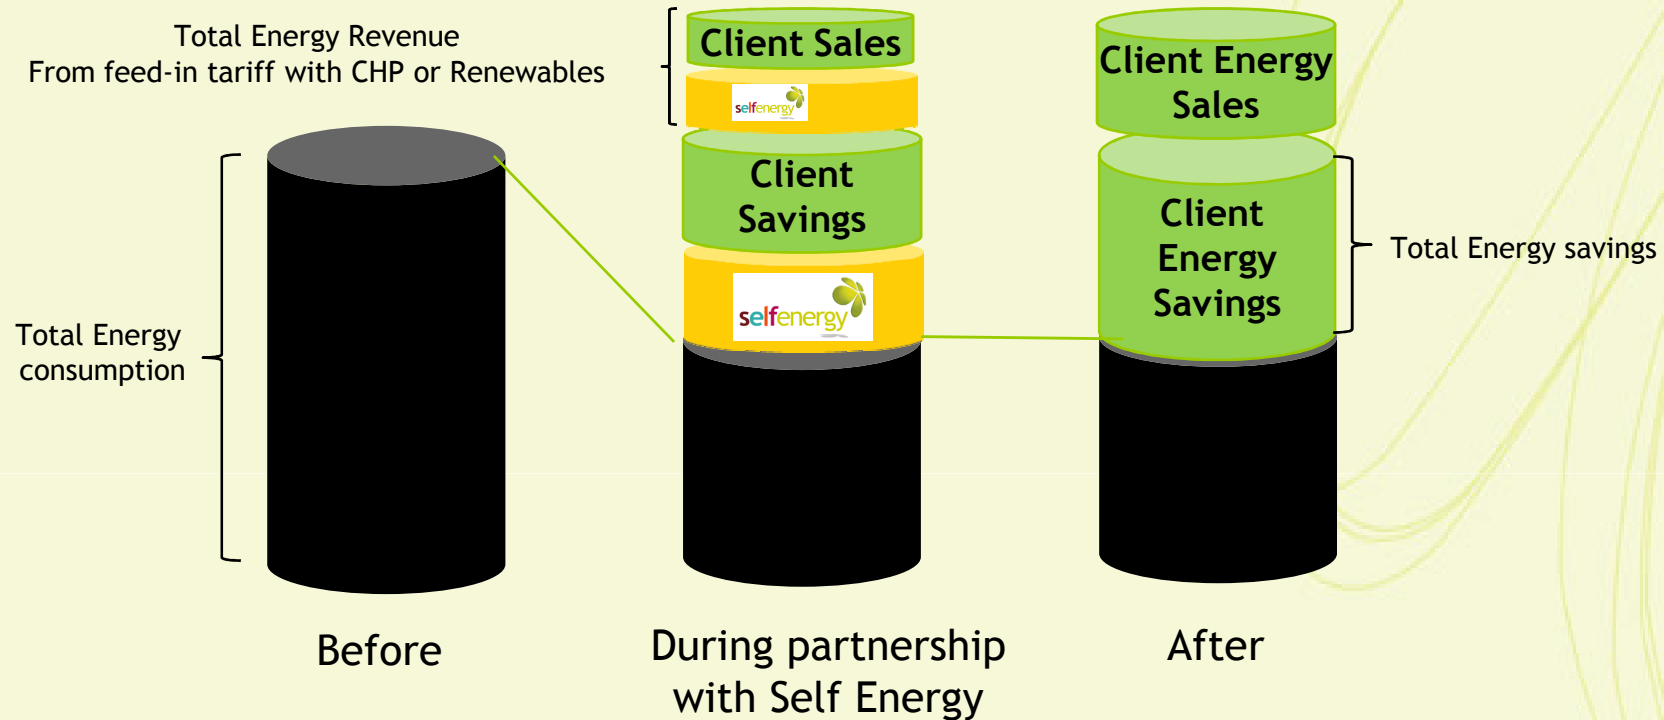 Total Energy Revenue
From feed-in tariff with CHP or Renewables
Client Sales
selfenergy
Client
Savings
selfenergy
Client Energy
Sales
Client
Energy
Savings
Total Energy savings
Total Energy
consumption
Before
During partnership
with Self Energy
After